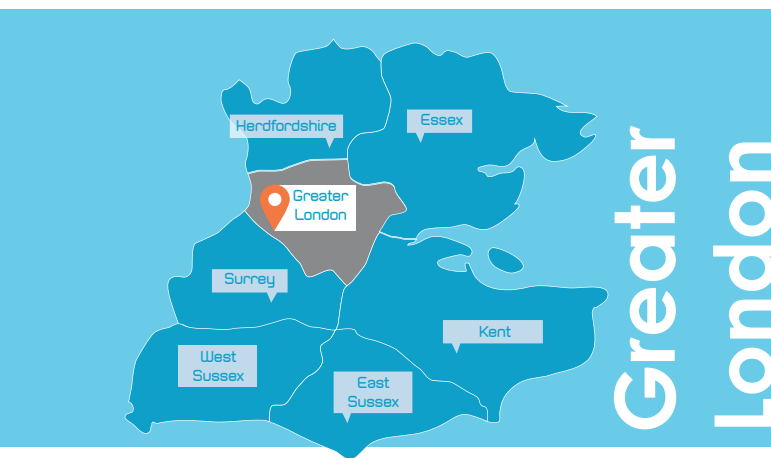 Herdfordshire
Essex
Greater
London
Surrey
Kent
West
Sussex
East
Sussex
Greater
London